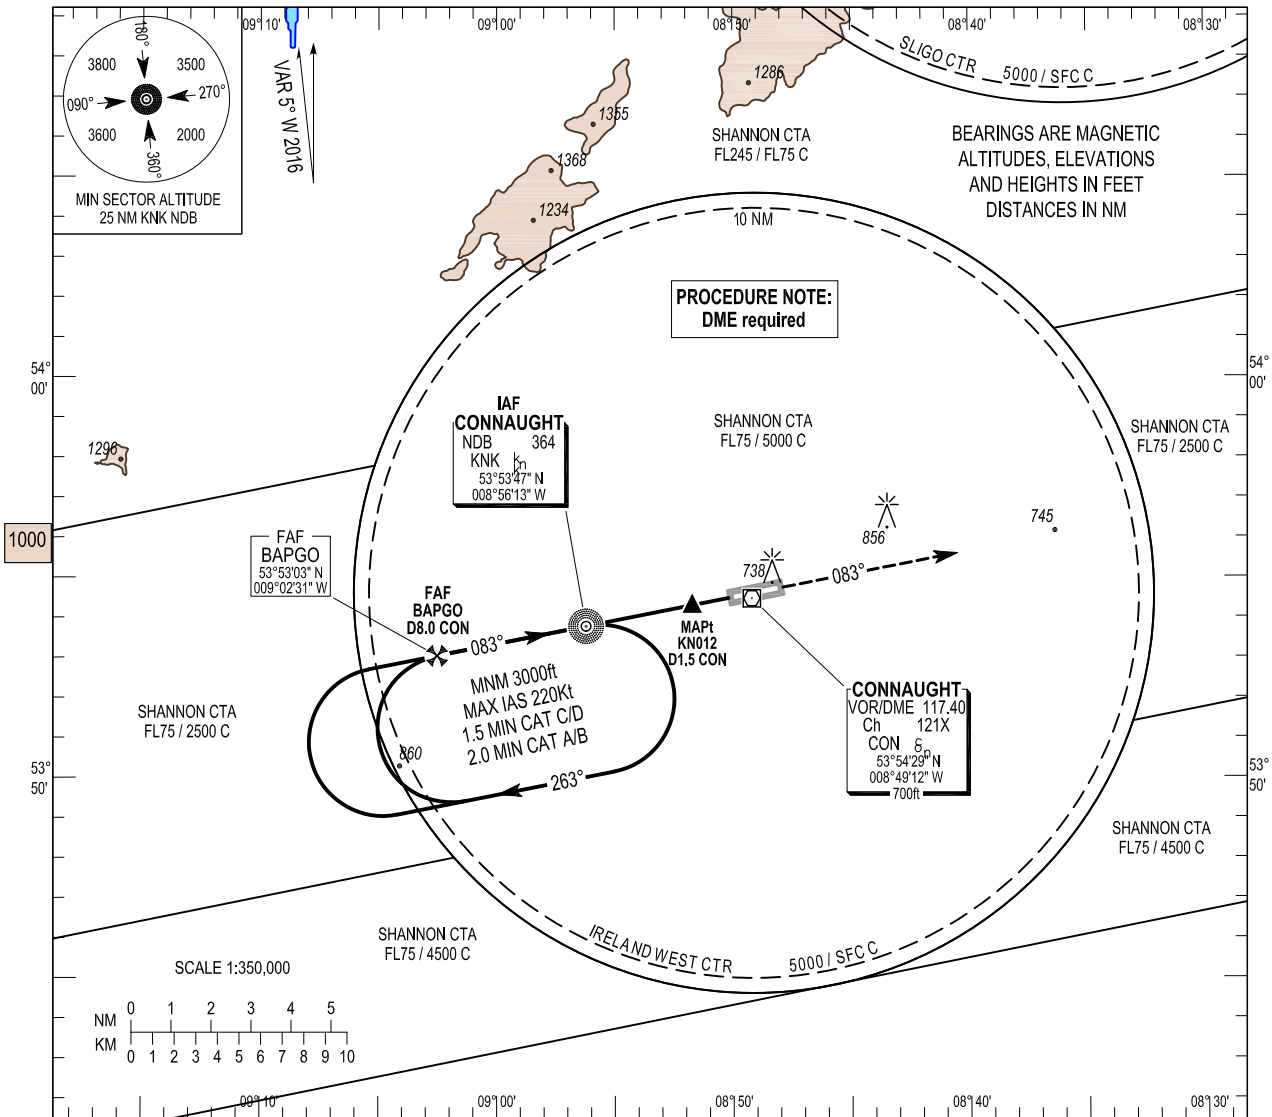 09°10'
09°00'
08°50'
08°40'
08°30'
180°
3800
3500
090°
270°
3600
2000
360°
MIN SECTOR ALTITUDE
25 NM KNK NDB
VAR 5° W 2016
1286
1355
1368
1234
SLIGO CTR
5000 / SFC C
SHANNON CTA
FL245 / FL75 C
BEARINGS ARE MAGNETIC
ALTITUDES, ELEVATIONS
AND HEIGHTS IN FEET
DISTANCES IN NM
10 NM
PROCEDURE NOTE:
DME required
54°
00'
54°
00'
IAF
CONNAUGHT
NDB 364
KNK kn
k
53°53'47" N
008°56'13" W
SHANNON CTA
FL75 / 5000 C
SHANNON CTA
FL75 / 2500 C
1296
1000
FAF
BAPGO
53°53'03" N
009°02'31" W
FAF
BAPGO
D8.0 CON
083°
856
745
738
083°
MAPt
KN012
D1.5 CON
MNM 3000ft
MAX IAS 220Kt
1.5 MIN CAT C/D
2.0 MIN CAT A/B
263°
860
SHANNON CTA
FL75 / 2500 C
CONNAUGHT
VOR/DME 117.40
Ch 121X
CON
53°54'29" N
008°49'12" W
700ft
53°
50'
53°
50'
SHANNON CTA
FL75 / 4500 C
SHANNON CTA
FL75 / 4500 C
IRELAND WEST CTR
5000 / SFC C
SCALE 1:350,000
NM 0 1 2 3 4 5
KM 0 1 2 3 4 5 6 7 8 9 10
09°10'
09°00'
08°50'
08°40'
08°30'